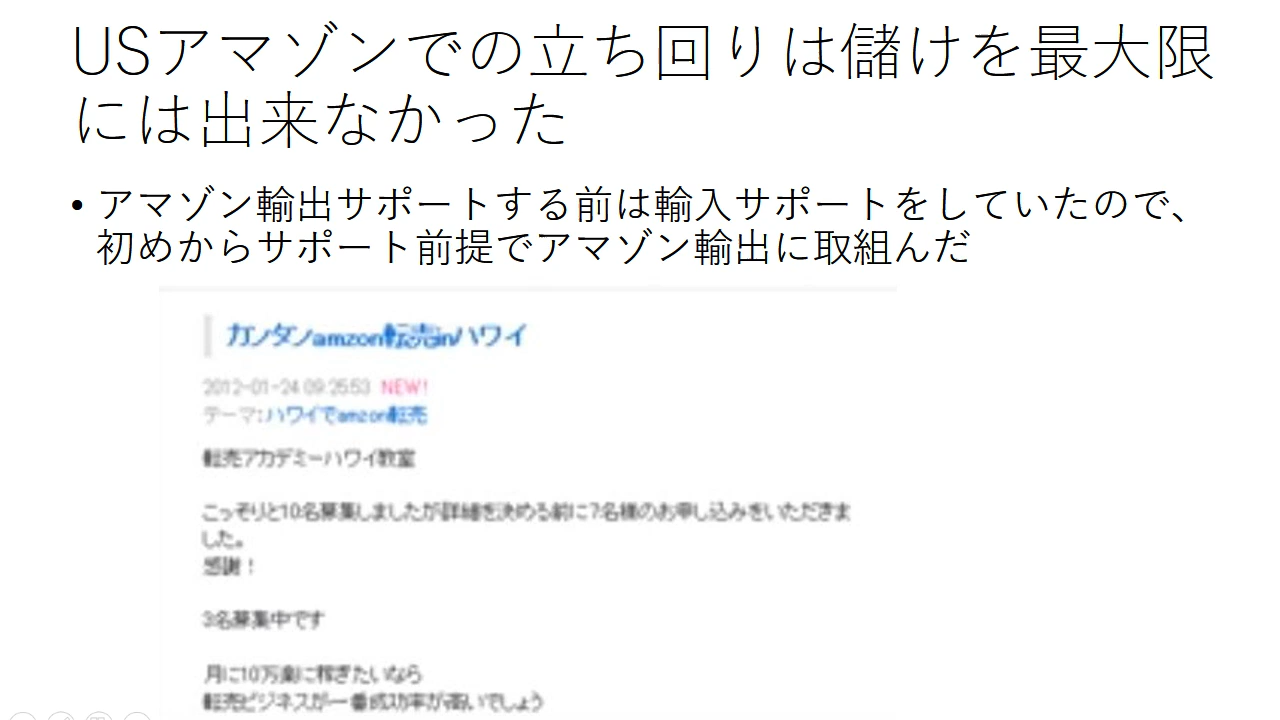 USアマゾンでの立ち回りは儲けを最大限
には出来なかった
• アマゾン輸出サポートする前は輸入サポートをしていたので、
初めからサポート前提でアマゾン輸出に取組んだ
カンタンamzon転売inハワイ
2012-01-24 09:25:53 NEW!
テーマ:ハワイでamzon転売
転売アカデミーハワイ教室
こっそりと10名募集しましたが詳細を決める前に7名様のお申し込みをいただきま
した。
感謝！
3名募集中です
月に10万楽に稼ぎたいなら
転売ビジネスが一番成功率が高いでしょう